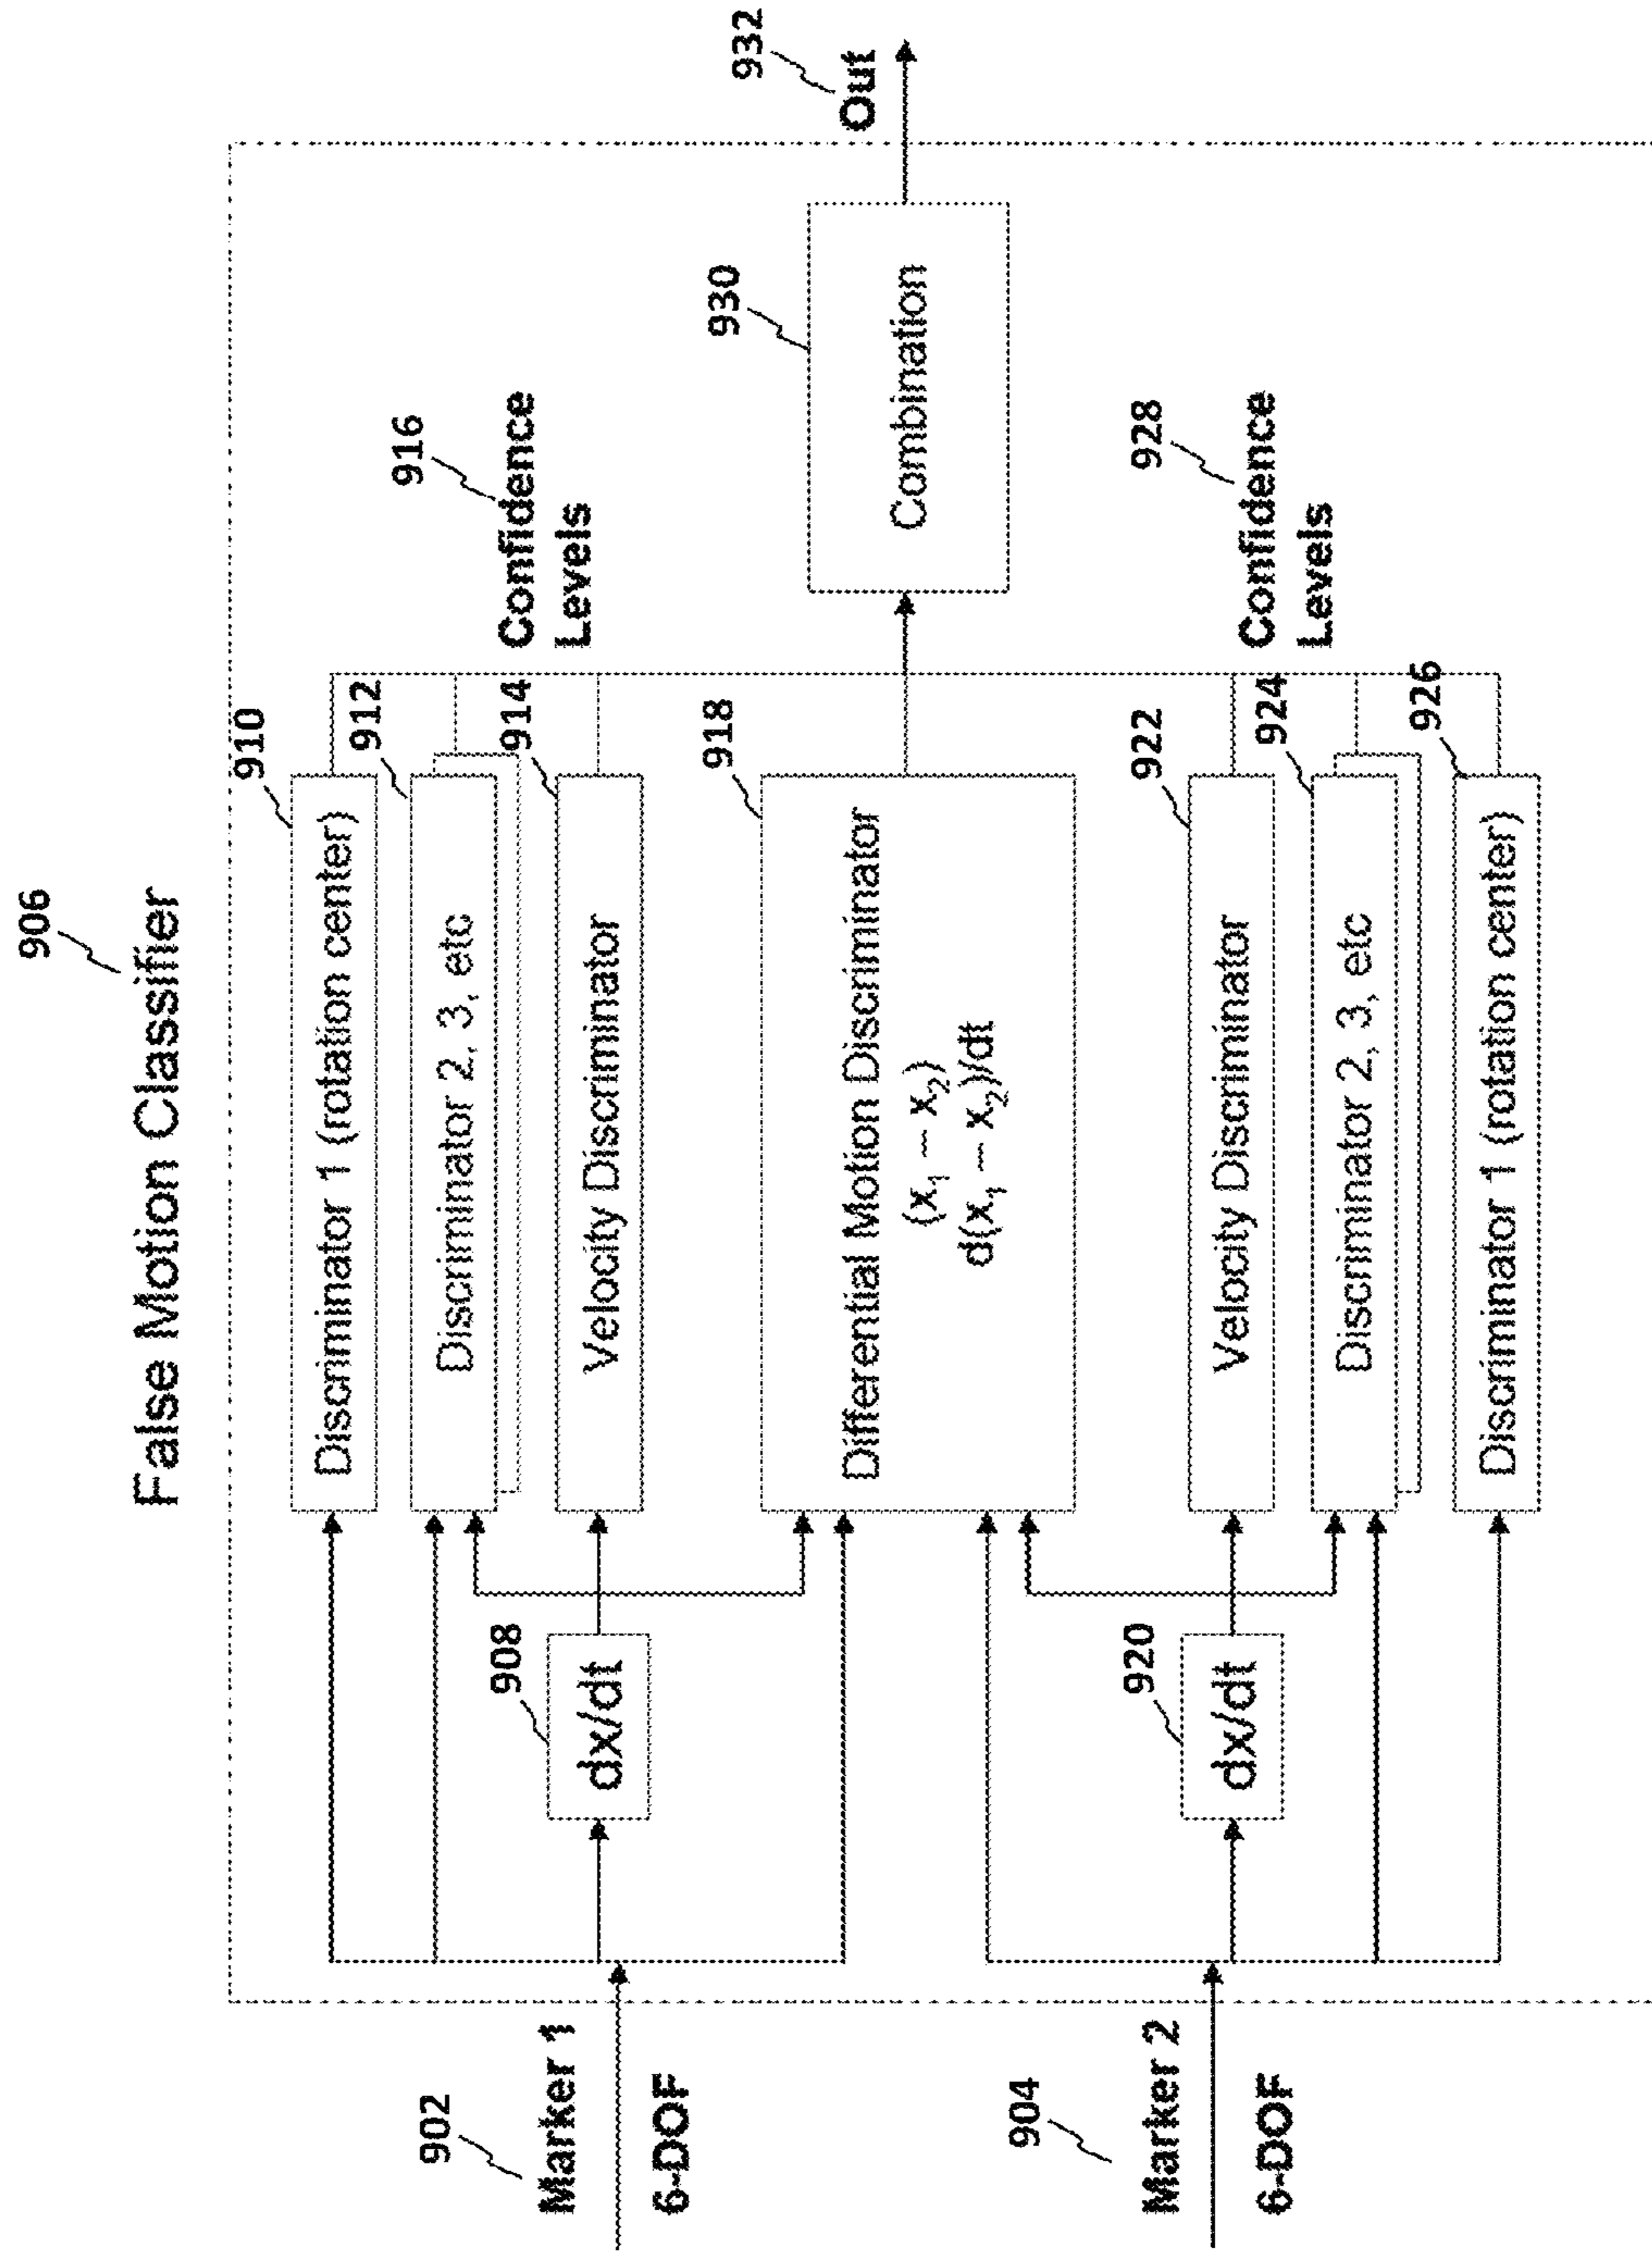 906
False Motion Classifier
910
Discriminator 1 (rotation center)
912
Discriminator 2, 3, etc
916
Confidence
Levels
902
Marker 1
6-DOF
908
dx/dt
914
Velocity Discriminator
918
Differential Motion Discriminator
(x₁ – x₂)
d(x₁ – x₂)/dt
930
Combination
932
Out
904
Marker 2
6-DOF
920
dx/dt
922
Velocity Discriminator
928
Confidence
Levels
924
Discriminator 2, 3, etc
926
Discriminator 1 (rotation center)